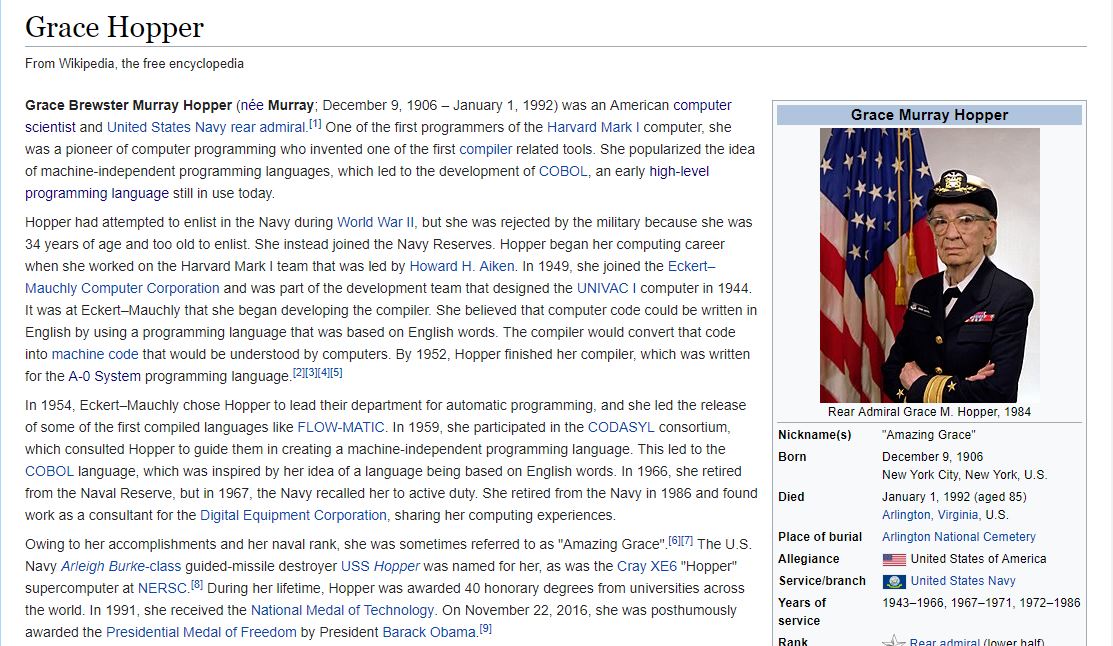 Grace Hopper
From Wikipedia, the free encyclopedia
Grace Brewster Murray Hopper (née Murray; December 9, 1906 – January 1, 1992) was an American computer
scientist and United States Navy rear admiral.[1] One of the first programmers of the Harvard Mark I computer, she
was a pioneer of computer programming who invented one of the first compiler related tools. She popularized the idea
of machine-independent programming languages, which led to the development of COBOL, an early high-level
programming language still in use today.
Hopper had attempted to enlist in the Navy during World War II, but she was rejected by the military because she was
34 years of age and too old to enlist. She instead joined the Navy Reserves. Hopper began her computing career
when she worked on the Harvard Mark I team that was led by Howard H. Aiken. In 1949, she joined the Eckert–
Mauchly Computer Corporation and was part of the development team that designed the UNIVAC I computer in 1944.
It was at Eckert–Mauchly that she began developing the compiler. She believed that computer code could be written in
English by using a programming language that was based on English words. The compiler would convert that code
into machine code that would be understood by computers. By 1952, Hopper finished her compiler, which was written
for the A-0 System programming language.[2][3][4][5]
In 1954, Eckert–Mauchly chose Hopper to lead their department for automatic programming, and she led the release
of some of the first compiled languages like FLOW-MATIC. In 1959, she participated in the CODASYL consortium,
which consulted Hopper to guide them in creating a machine-independent programming language. This led to the
COBOL language, which was inspired by her idea of a language being based on English words. In 1966, she retired
from the Naval Reserve, but in 1967, the Navy recalled her to active duty. She retired from the Navy in 1986 and found
work as a consultant for the Digital Equipment Corporation, sharing her computing experiences.
Owing to her accomplishments and her naval rank, she was sometimes referred to as "Amazing Grace".[6][7] The U.S.
Navy Arleigh Burke-class guided-missile destroyer USS Hopper was named for her, as was the Cray XE6 "Hopper"
supercomputer at NERSC.[8] During her lifetime, Hopper was awarded 40 honorary degrees from universities across
the world. In 1991, she received the National Medal of Technology. On November 22, 2016, she was posthumously
awarded the Presidential Medal of Freedom by President Barack Obama.[9]
Grace Murray Hopper
Rear Admiral Grace M. Hopper, 1984
Nickname(s) "Amazing Grace"
Born December 9, 1906
New York City, New York, U.S.
Died January 1, 1992 (aged 85)
Arlington, Virginia, U.S.
Place of burial Arlington National Cemetery
Allegiance United States of America
Service/branch United States Navy
Years of service 1943–1966, 1967–1971, 1972–1986
Rank Rear admiral (lower half)